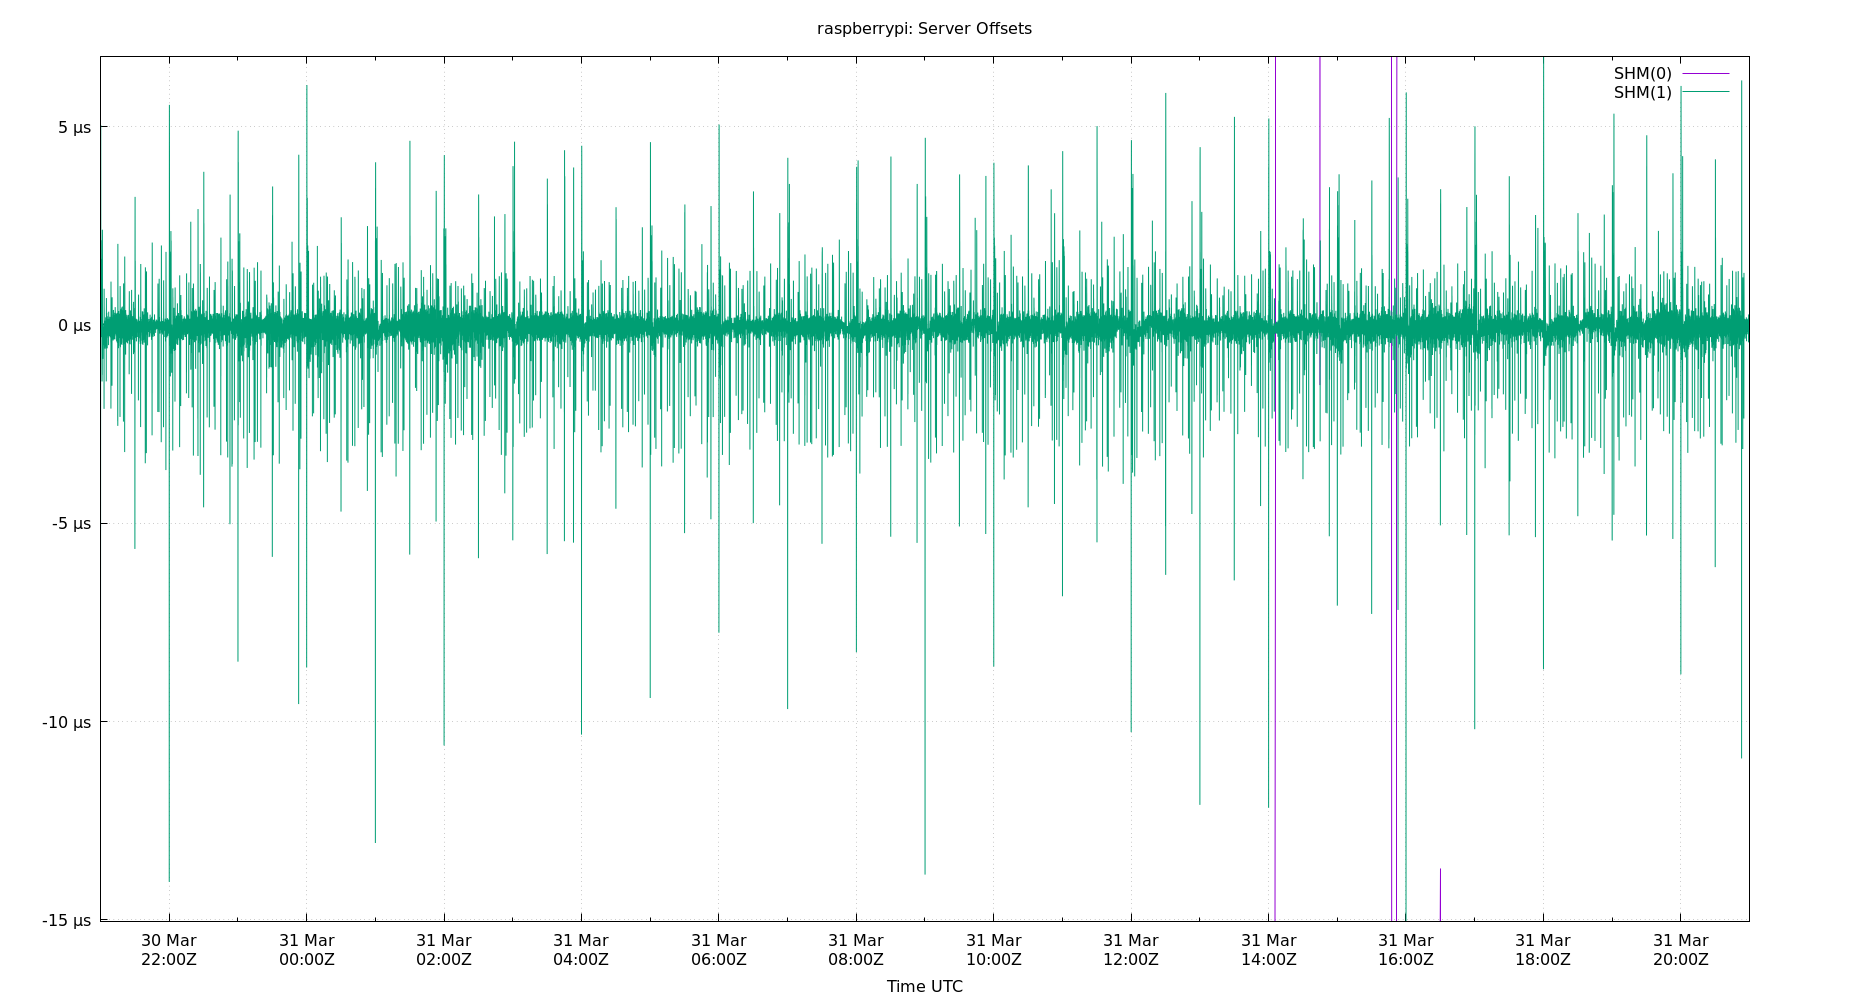 raspberrypi: Server Offsets
SHM(0)
SHM(1)
5 µs
0 µs
-5 µs
-10 µs
-15 µs
30 Mar 31 Mar 31 Mar 31 Mar 31 Mar 31 Mar 31 Mar 31 Mar 31 Mar 31 Mar 31 Mar 31 Mar
22:00Z 00:00Z 02:00Z 04:00Z 06:00Z 08:00Z 10:00Z 12:00Z 14:00Z 16:00Z 18:00Z 20:00Z
Time UTC